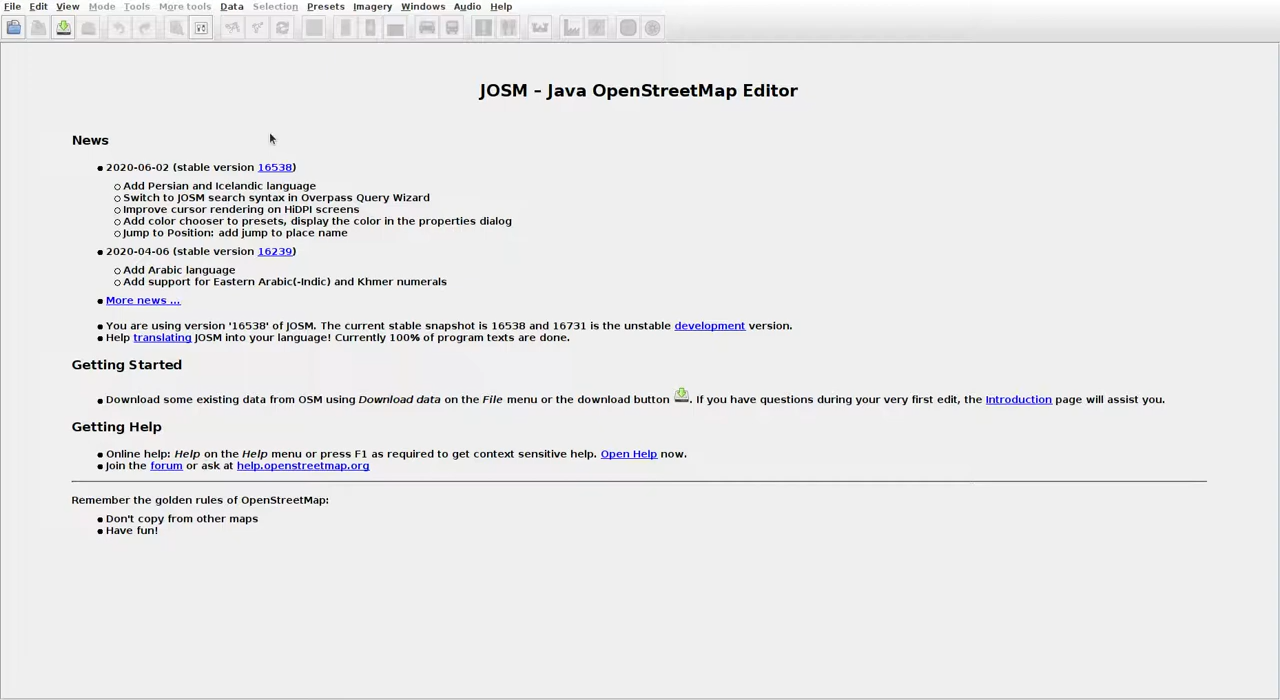 File Edit View Mode Tools More tools Data Selection Presets Imagery Windows Audio Help
JOSM – Java OpenStreetMap Editor
News
2020-06-02 (stable version 16538)
Add Persian and Icelandic language
Switch to JOSM search syntax in Overpass Query Wizard
Improve cursor rendering on HiDPI screens
Add color chooser to presets, display the color in the properties dialog
Jump to Position: add jump to place name
2020-04-06 (stable version 16239)
Add Arabic language
Add support for Eastern Arabic(-Indic) and Khmer numerals
More news ...
You are using version '16538' of JOSM. The current stable snapshot is 16538 and 16731 is the unstable development version.
Help translating JOSM into your language! Currently 100% of program texts are done.
Getting Started
Download some existing data from OSM using Download data on the File menu or the download button . If you have questions during your very first edit, the Introduction page will assist you.
Getting Help
Online help: Help on the Help menu or press F1 as required to get context sensitive help. Open Help now.
Join the forum or ask at help.openstreetmap.org
Remember the golden rules of OpenStreetMap:
Don't copy from other maps
Have fun!